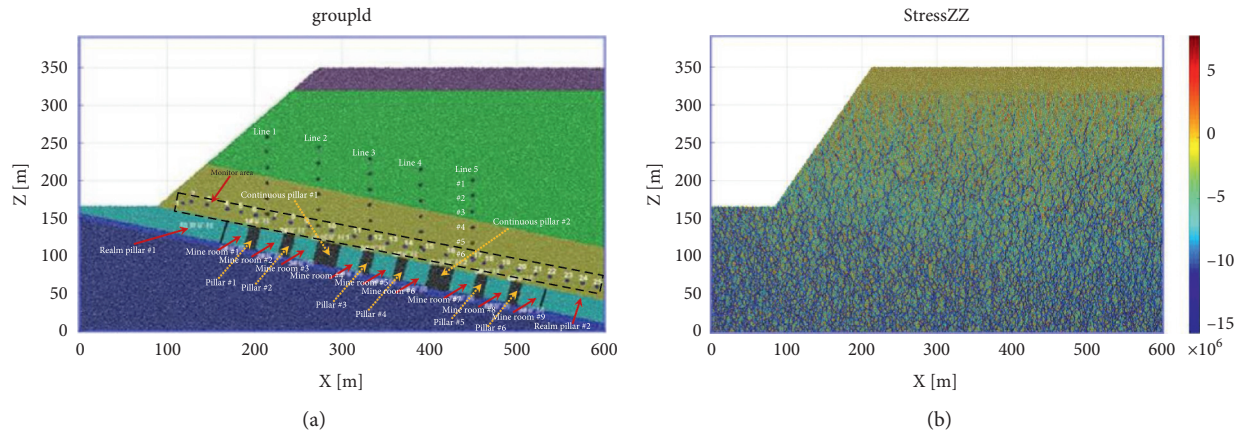 groupId
StressZZ
Z [m]
350
300
250
200
150
100
50
0
Line 1
Line 2
Line 3
Line 4
Line 5
#1
#2
#3
#4
#5
#6
Monitor area
Continuous pillar #1
Continuous pillar #2
Realm pillar #1
Mine room #1
Mine room #2
Mine room #3
Mine room #4
Mine room #5
Mine room #6
Mine room #7
Mine room #8
Mine room #9
Pillar #1
Pillar #2
Pillar #3
Pillar #4
Pillar #5
Pillar #6
Realm pillar #2
0 100 200 300 400 500 600
X [m]
(a)
Z [m]
350
300
250
200
150
100
50
0
0 100 200 300 400 500 600
X [m]
5
0
−5
−10
−15
×10⁶
(b)